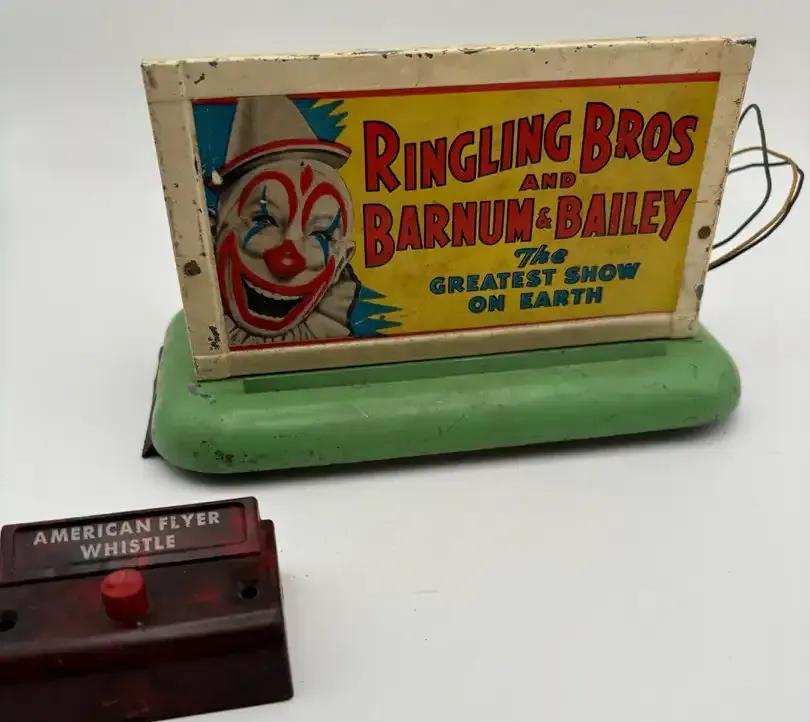 RINGLING BROS
AND
BARNUM & BAILEY
The
GREATEST SHOW
ON EARTH
AMERICAN FLYER
WHISTLE